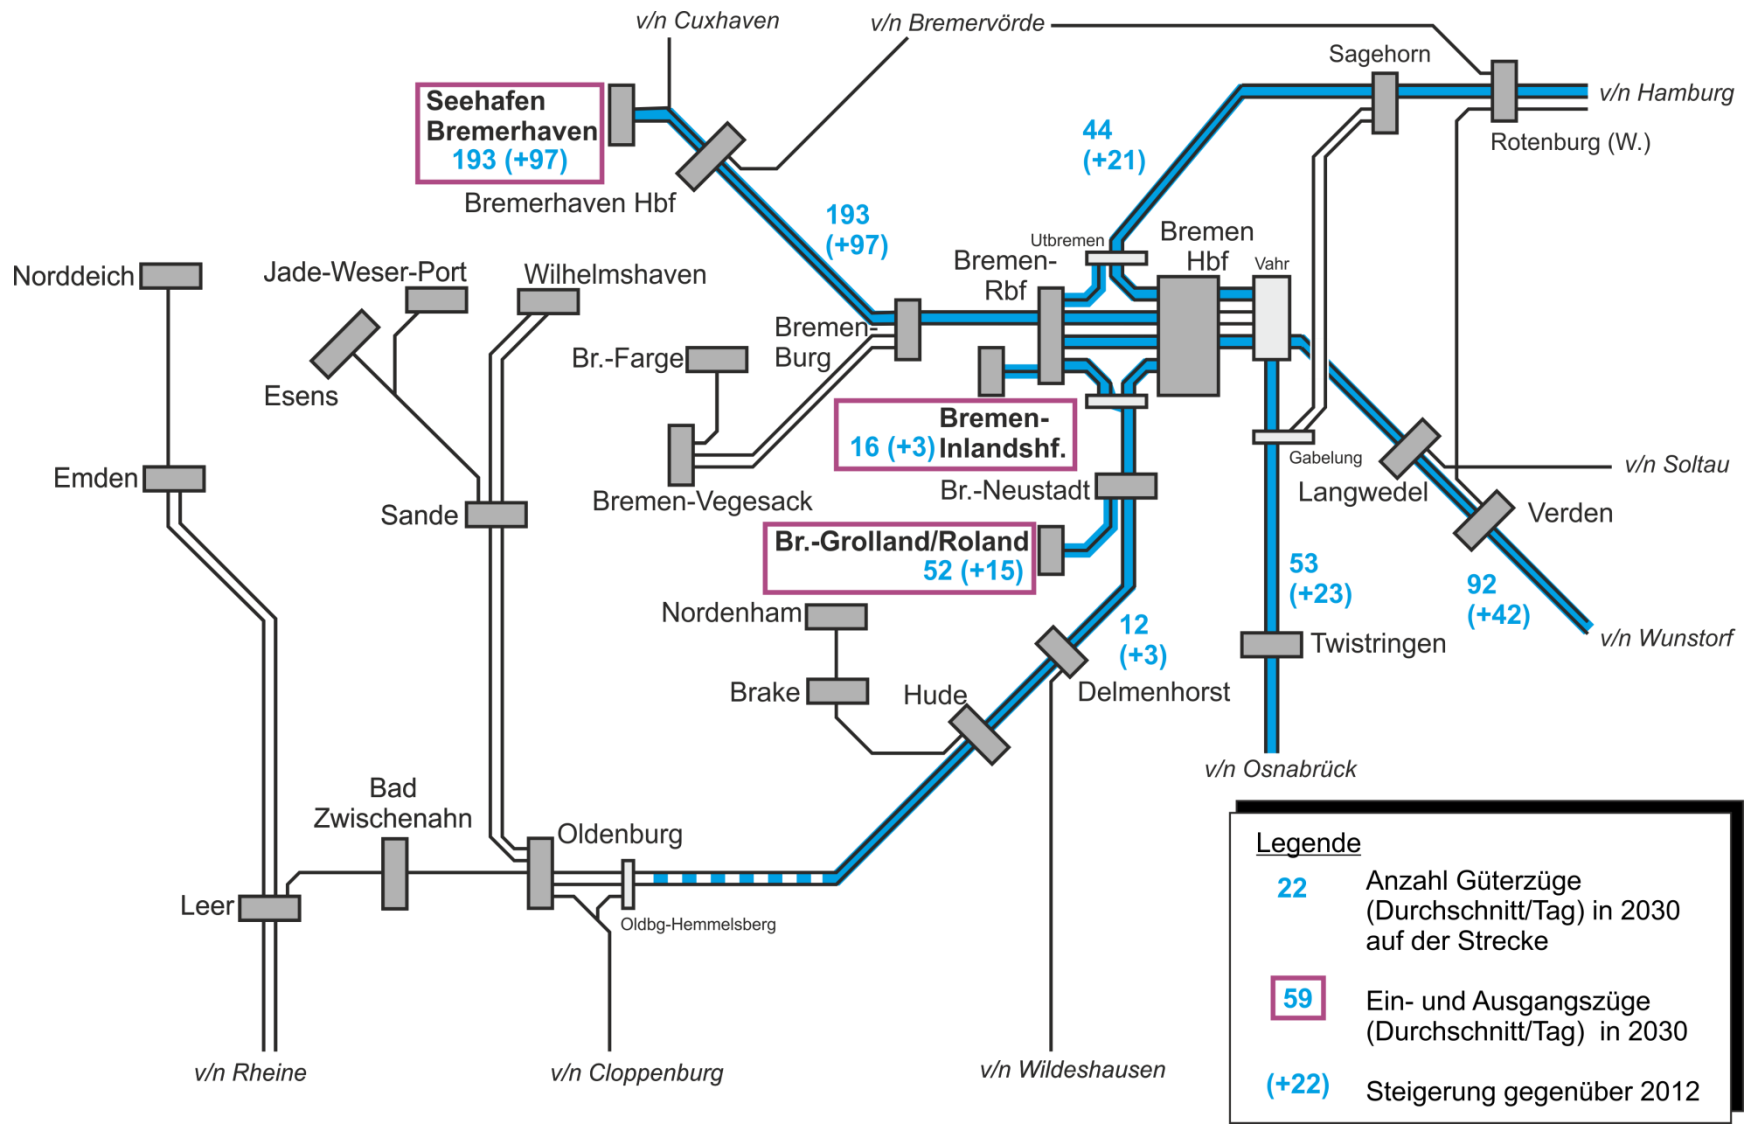 v/n Cuxhaven
v/n Bremervörde
Sagehorn
Seehafen
Bremerhaven
193 (+97)
v/n Hamburg
44
(+21)
Rotenburg (W.)
Bremerhaven Hbf
193
(+97)
Utbremen
Bremen
Hbf
Vahr
Bremen-
Rbf
Norddeich
Jade-Weser-Port
Wilhelmshaven
Bremen-
Burg
Br.-Farge
Esens
Bremen-
16 (+3) Inlandshf.
Gabelung
v/n Soltau
Emden
Bremen-Vegesack
Br.-Neustadt
Langwedel
Sande
Verden
Br.-Grolland/Roland
52 (+15)
53
(+23)
92
(+42)
Nordenham
12
(+3)
v/n Wunstorf
Twistringen
Brake
Hude
Delmenhorst
v/n Osnabrück
Bad
Zwischenahn
Oldenburg
Leer
Oldbg-Hemmelsberg
v/n Rheine
v/n Cloppenburg
v/n Wildeshausen
Legende
22
Anzahl Güterzüge
(Durchschnitt/Tag) in 2030
auf der Strecke
59
Ein- und Ausgangszüge
(Durchschnitt/Tag) in 2030
(+22)
Steigerung gegenüber 2012